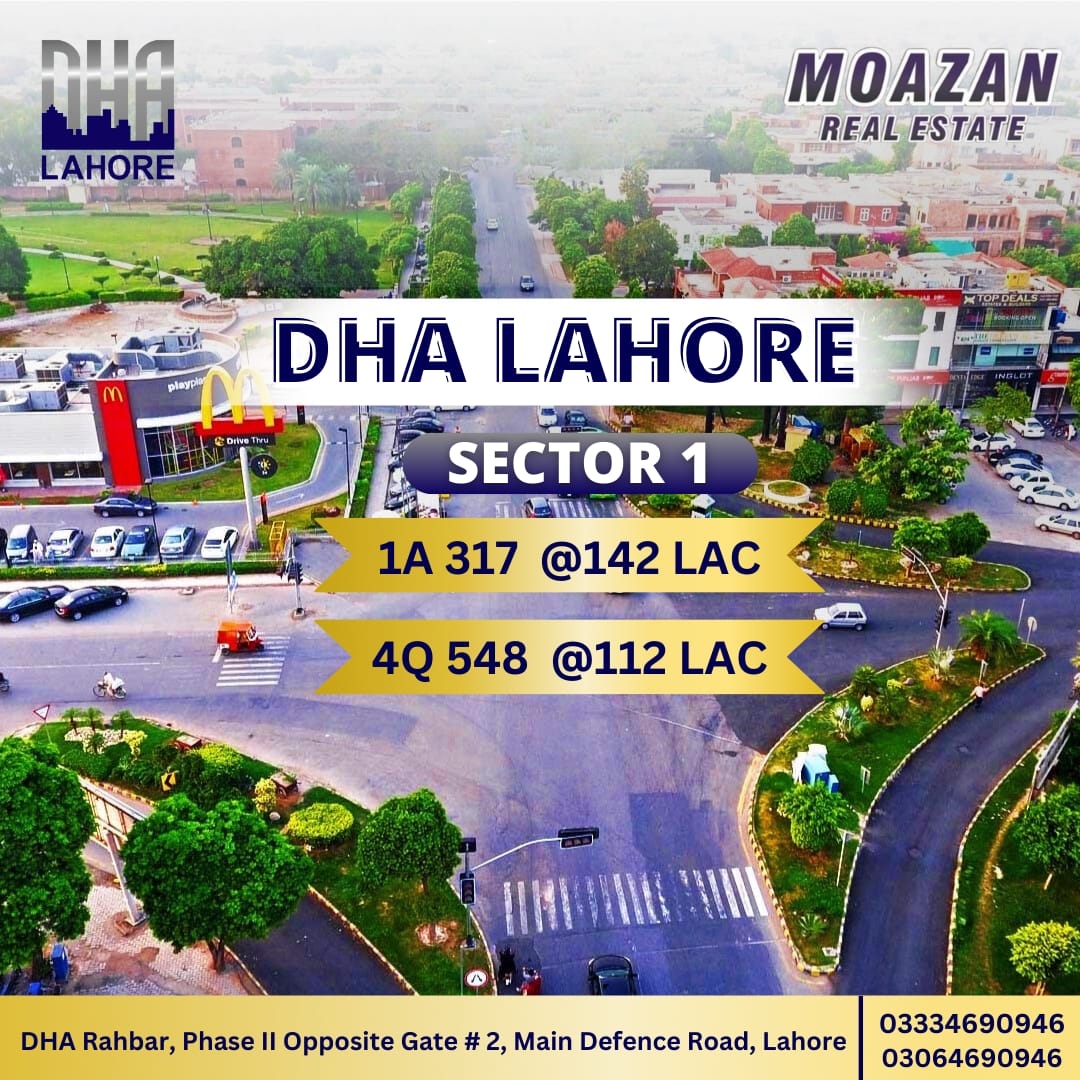 DHA
LAHORE
MOAZAN
REAL ESTATE
DHA LAHORE
TOP DEALS
INGLOT
playpla
Drive Thru
SECTOR 1
1A 317 @142 LAC
4Q 548 @112 LAC
DHA Rahbar, Phase II Opposite Gate # 2, Main Defence Road, Lahore
03334690946
03064690946